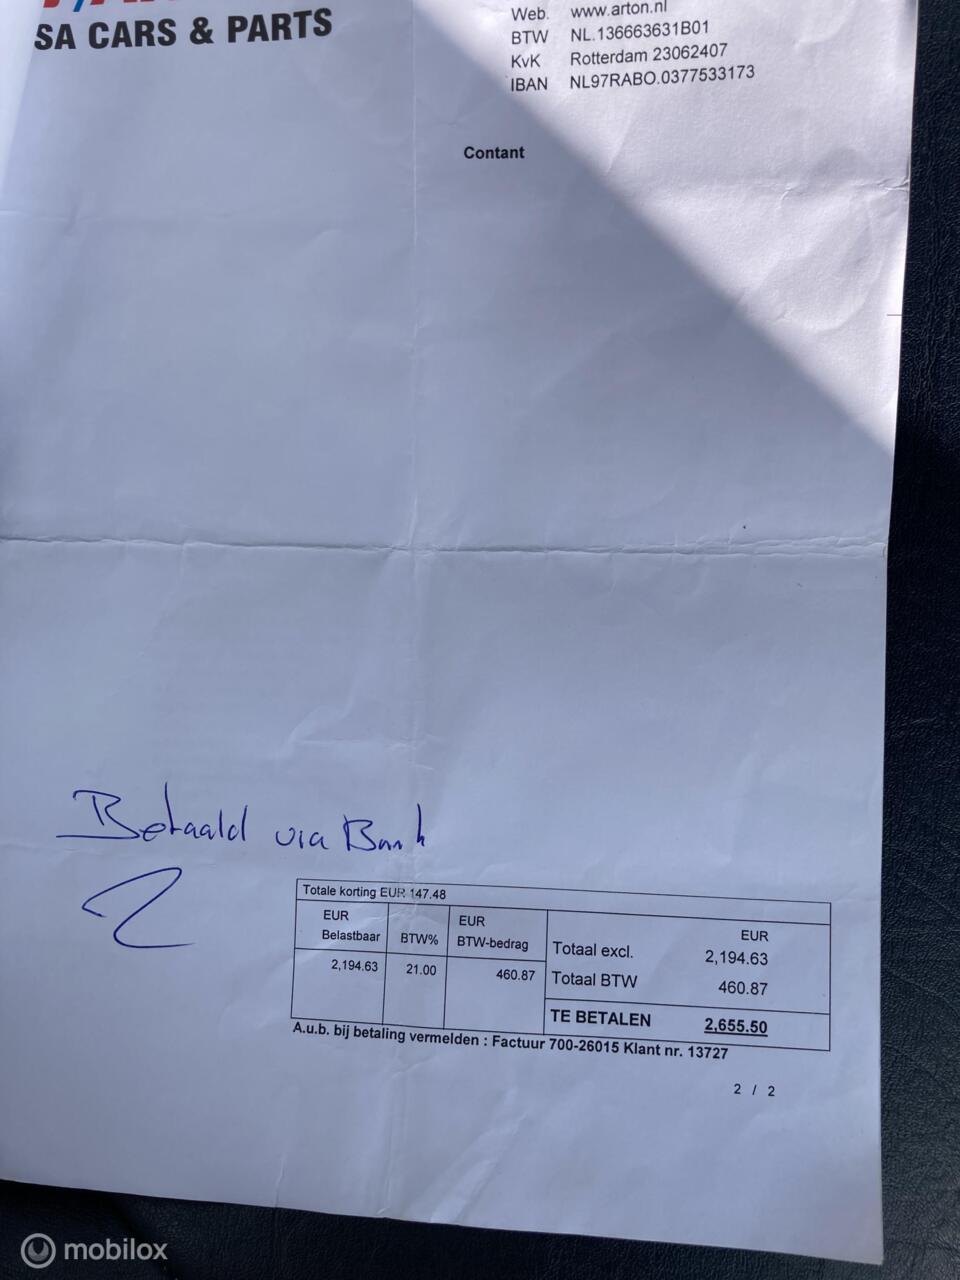 SA CARS & PARTS
Web. www.arton.nl
BTW NL.136663631B01
KvK Rotterdam 23062407
IBAN NL97RABO.0377533173
Contant
Betaald via Bank
Totale korting EUR 147.48
EUR Belastbaar BTW% EUR BTW-bedrag
2,194.63 21.00 460.87
EUR
Totaal excl. 2,194.63
Totaal BTW 460.87
TE BETALEN 2,655.50
A.u.b. bij betaling vermelden : Factuur 700-26015 Klant nr. 13727
2 / 2
mobilox